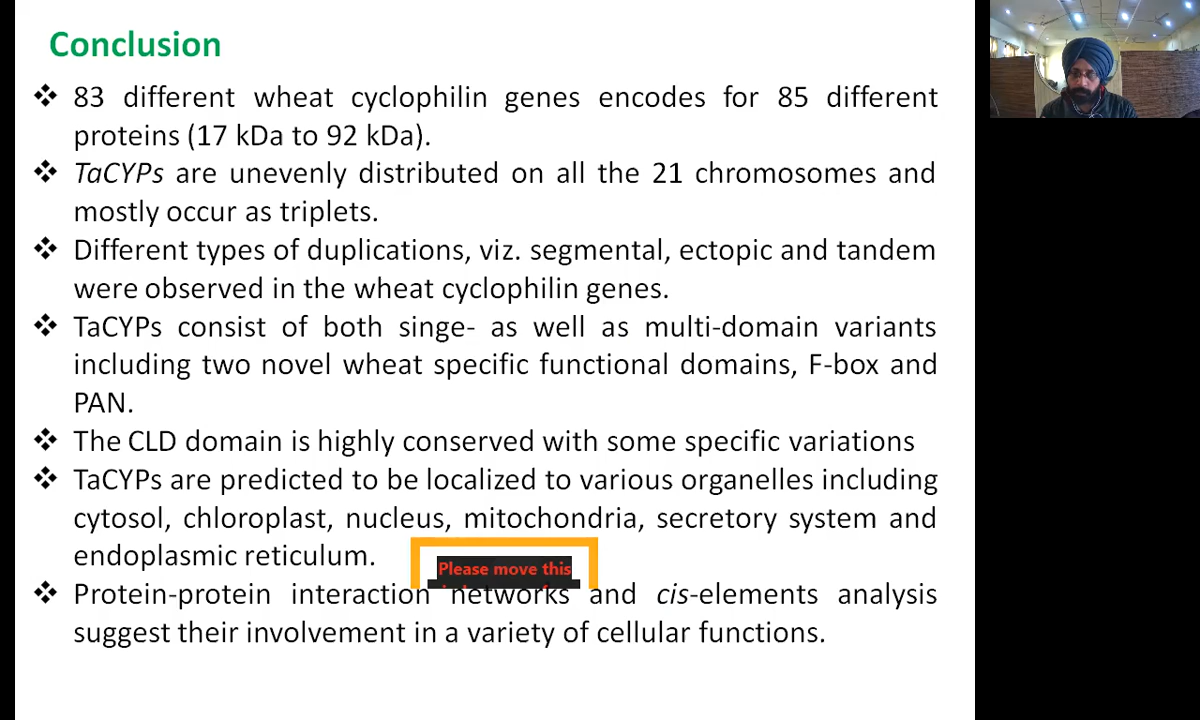 Conclusion
❖ 83 different wheat cyclophilin genes encodes for 85 different
proteins (17 kDa to 92 kDa).
❖ TaCYPs are unevenly distributed on all the 21 chromosomes and
mostly occur as triplets.
❖ Different types of duplications, viz. segmental, ectopic and tandem
were observed in the wheat cyclophilin genes.
❖ TaCYPs consist of both singe- as well as multi-domain variants
including two novel wheat specific functional domains, F-box and
PAN.
❖ The CLD domain is highly conserved with some specific variations
❖ TaCYPs are predicted to be localized to various organelles including
cytosol, chloroplast, nucleus, mitochondria, secretory system and
endoplasmic reticulum.
Please move this
❖ Protein-protein interaction networks and cis-elements analysis
suggest their involvement in a variety of cellular functions.